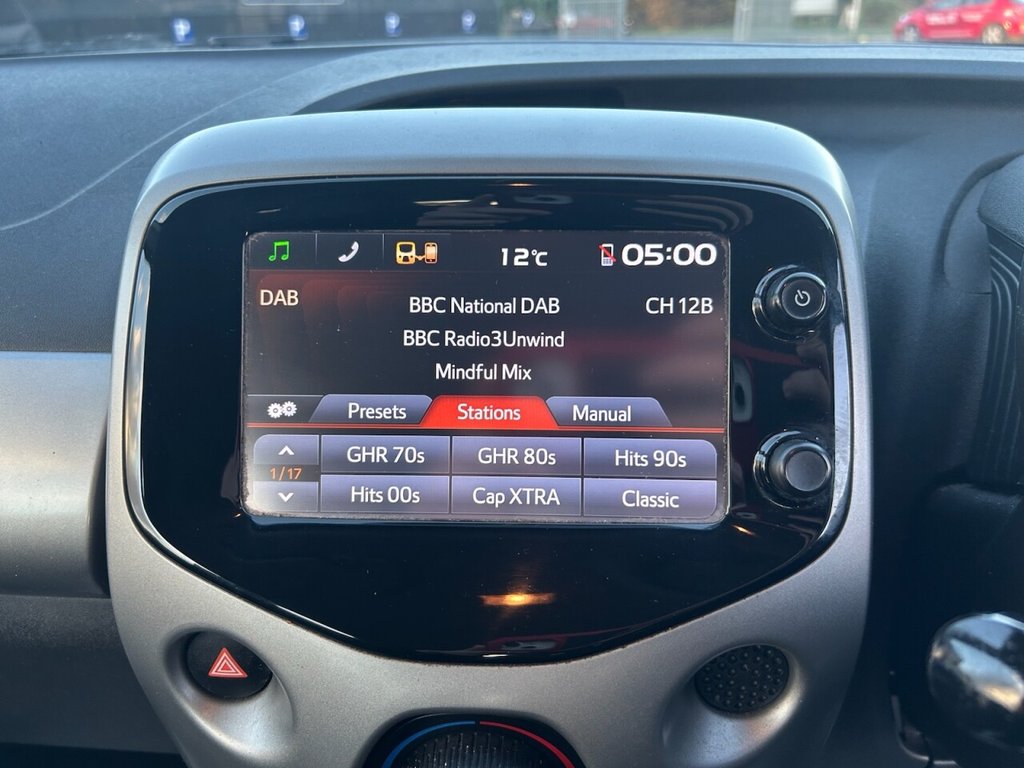 12°C
05:00
DAB
BBC National DAB
CH 12B
BBC Radio3Unwind
Mindful Mix
Presets
Stations
Manual
1/17
GHR 70s
GHR 80s
Hits 90s
Hits 00s
Cap XTRA
Classic